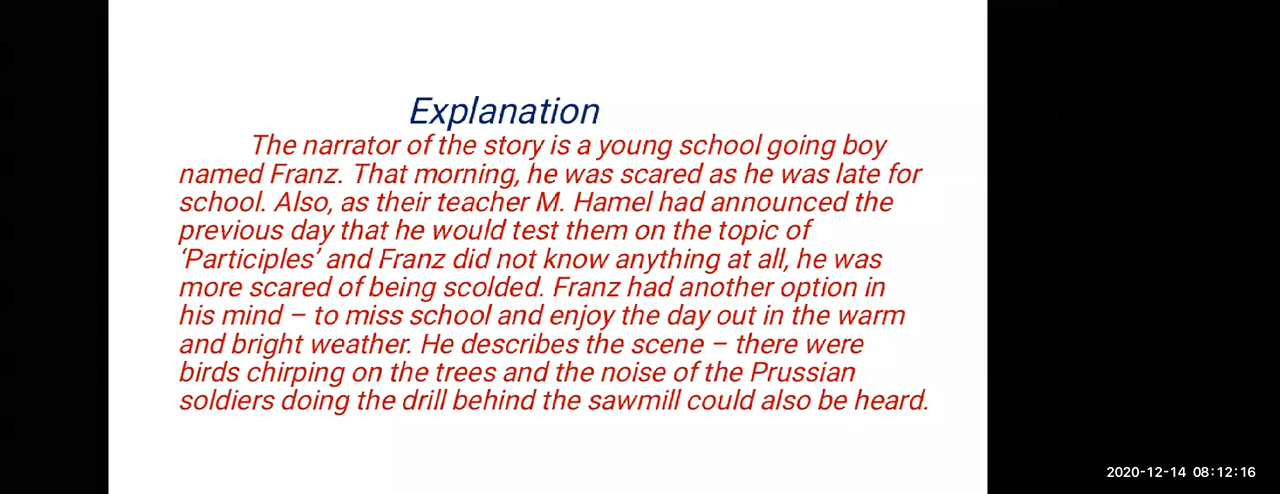 Explanation
The narrator of the story is a young school going boy
named Franz. That morning, he was scared as he was late for
school. Also, as their teacher M. Hamel had announced the
previous day that he would test them on the topic of
‘Participles’ and Franz did not know anything at all, he was
more scared of being scolded. Franz had another option in
his mind – to miss school and enjoy the day out in the warm
and bright weather. He describes the scene – there were
birds chirping on the trees and the noise of the Prussian
soldiers doing the drill behind the sawmill could also be heard.
2020-12-14 08:12:16